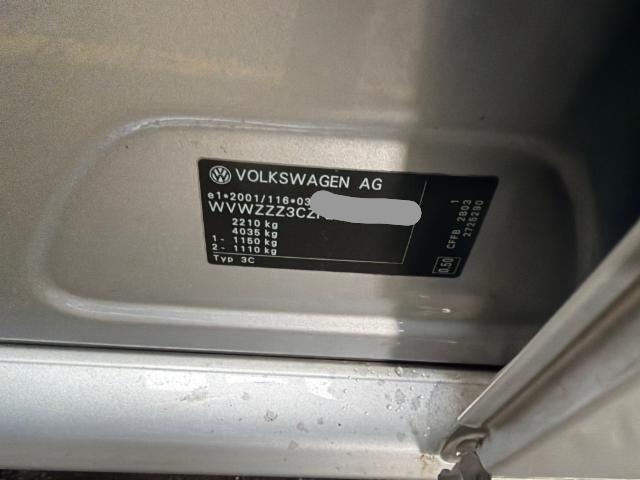 VOLKSWAGEN AG
e1*2001/116*03
WVWZZZ3CZ
2210 kg
4035 kg
1- 1150 kg
2- 1110 kg
Typ 3C
1
CFFB 2803
2725290
0.50